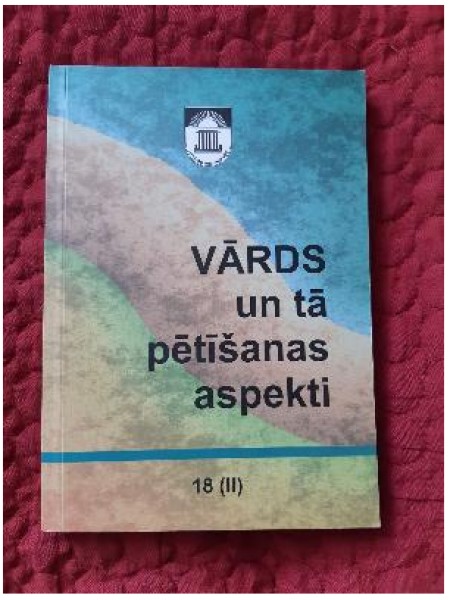 VĀRDS
un tā
pētīšanas
aspekti
18 (II)